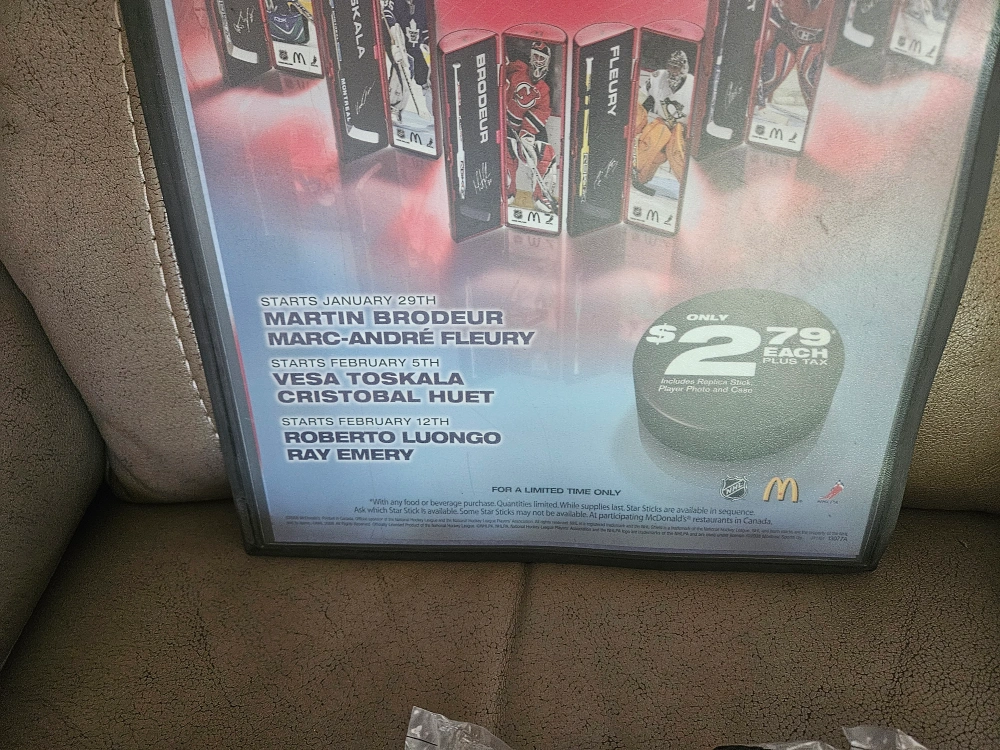 SKALA
MONTREAL
BRODEUR
FLEURY
STARTS JANUARY 29TH
MARTIN BRODEUR
MARC-ANDRÉ FLEURY
STARTS FEBRUARY 5TH
VESA TOSKALA
CRISTOBAL HUET
STARTS FEBRUARY 12TH
ROBERTO LUONGO
RAY EMERY
ONLY
$2 79*
EACH
PLUS TAX
Includes Replica Stick,
Player Photo and Case
FOR A LIMITED TIME ONLY
NHL
*With any food or beverage purchase. Quantities limited. While supplies last. Star Sticks are available in sequence.
Ask which Star Stick is available. Some Star Sticks may not be available. At participating McDonald's® restaurants in Canada.